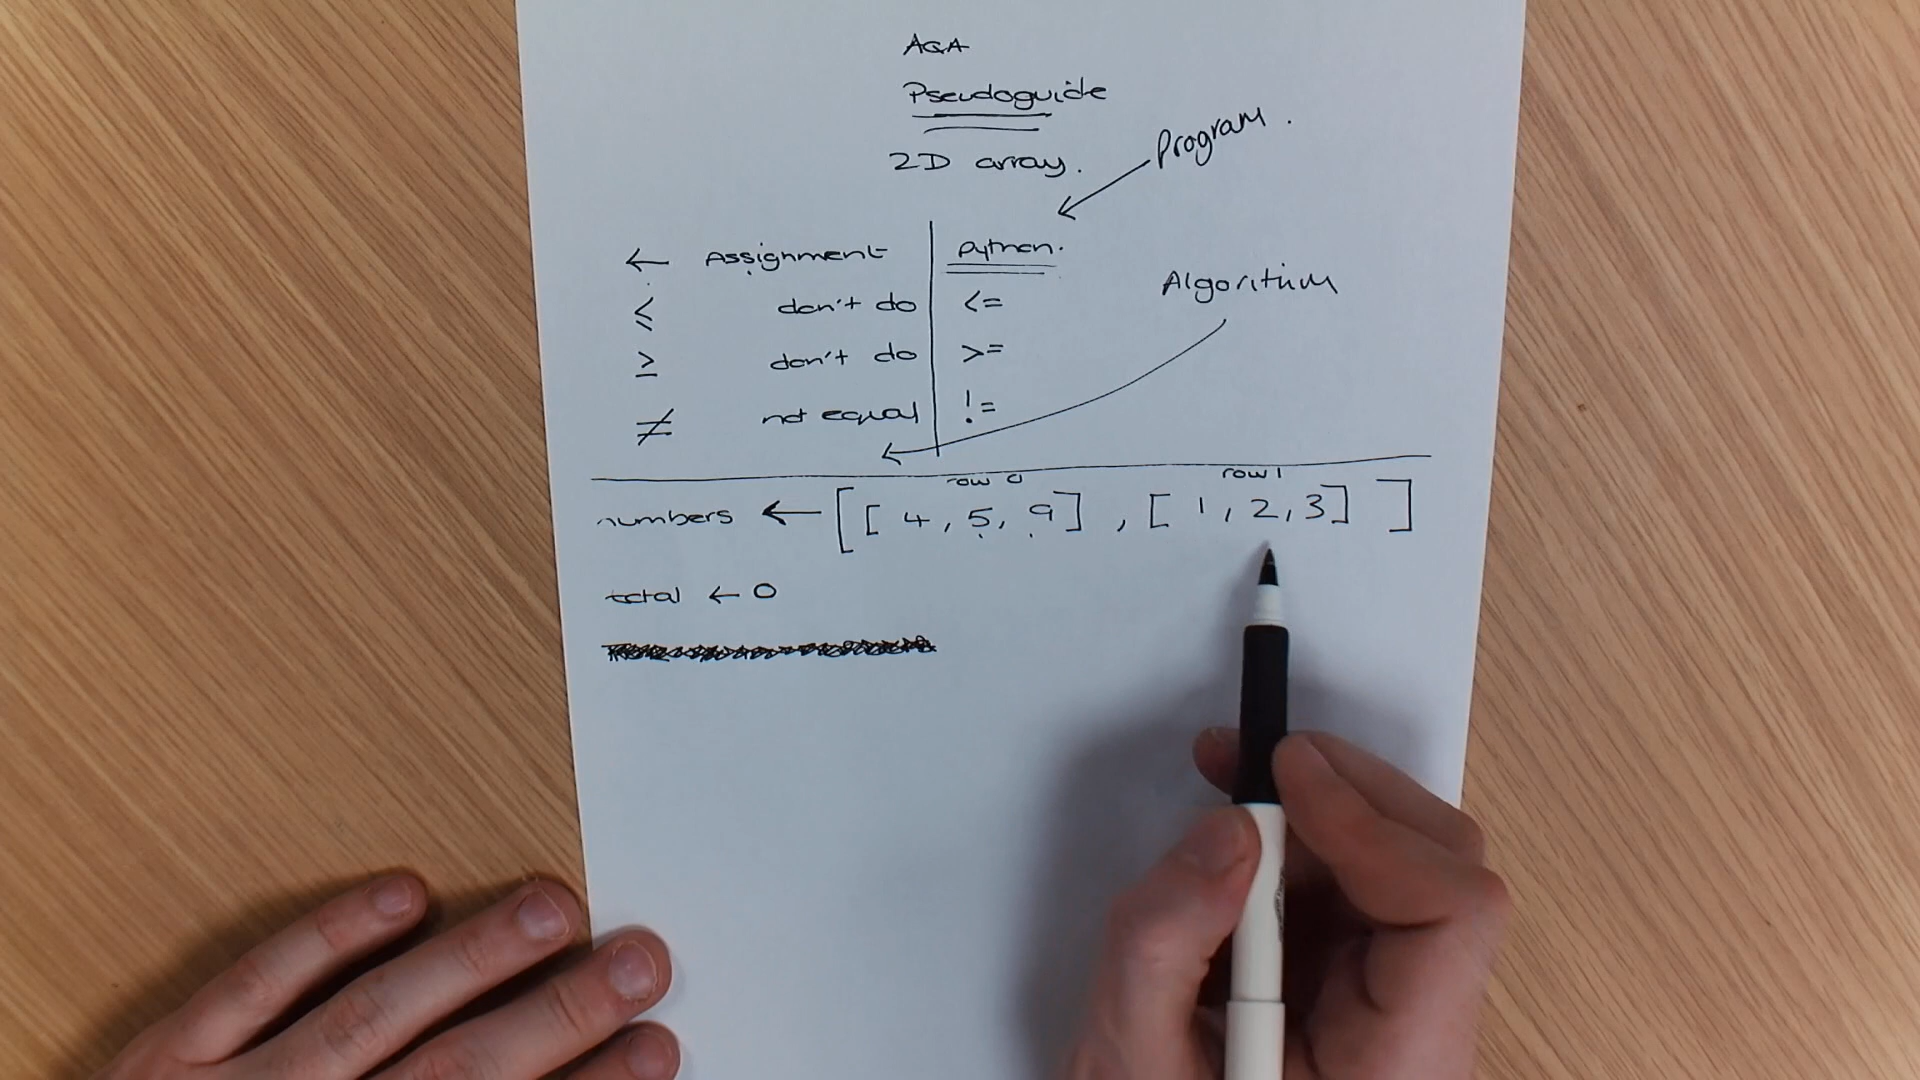 AQA
Pseudoguide
2D array.
Program.
← Assignment python.
Algoritium
≤ don't do <=
≥ don't do >=
≠ not equal !=
row 0 row 1
numbers ← [[4, 5, 9], [1, 2, 3]]
total ← 0